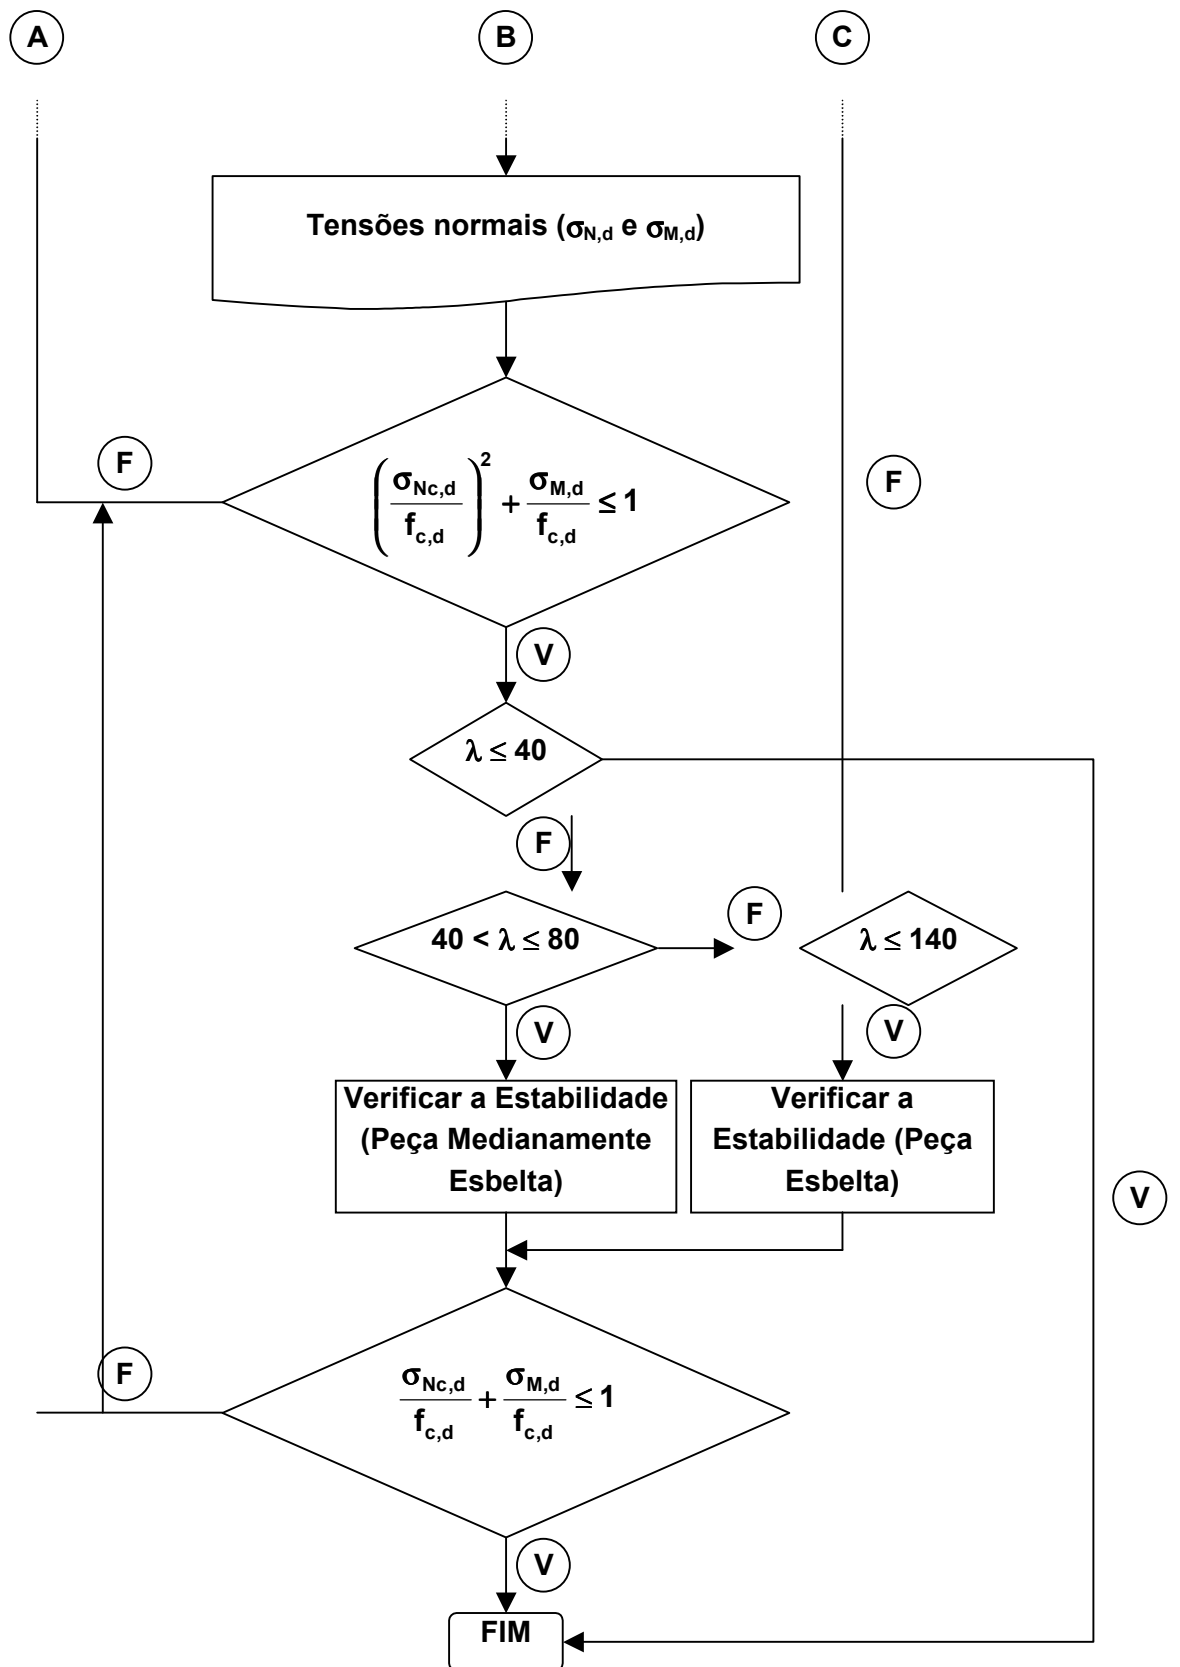 A
B
C
Tensões normais (σN,d e σM,d)
F
(σNc,d / fc,d)² + σM,d / fc,d ≤ 1
F
V
λ ≤ 40
F
40 < λ ≤ 80
F
λ ≤ 140
V
V
Verificar a Estabilidade
(Peça Medianamente
Esbelta)
Verificar a
Estabilidade (Peça
Esbelta)
V
F
σNc,d / fc,d + σM,d / fc,d ≤ 1
V
FIM